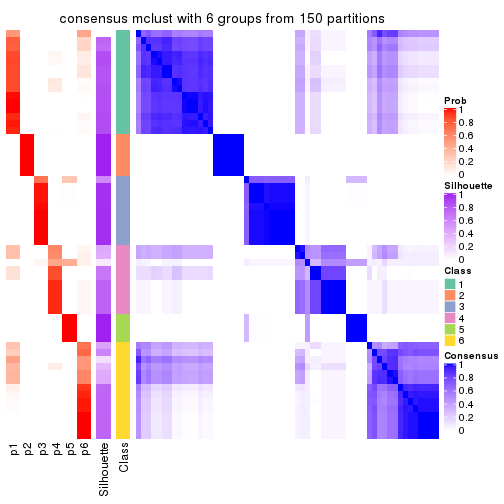 consensus mclust with 6 groups from 150 partitions
Prob
1
0.8
0.6
0.4
0.2
0
Silhouette
1
0.8
0.6
0.4
0.2
0
Class
1
2
3
4
5
6
Consensus
1
0.8
0.6
0.4
0.2
0
p1
p2
p3
p4
p5
p6
Silhouette
Class